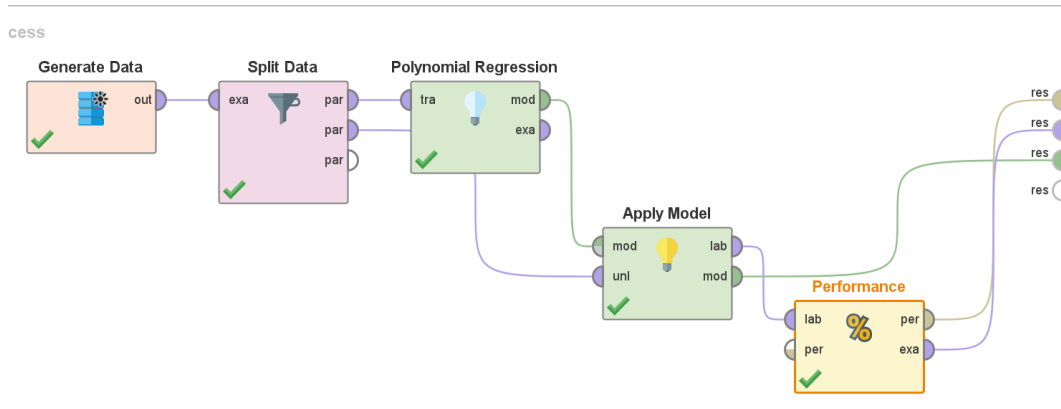 cess
Generate Data
out
Split Data
exa
par
par
par
Polynomial Regression
tra
mod
exa
Apply Model
mod
lab
unl
mod
Performance
lab
per
%
per
exa
res
res
res
res